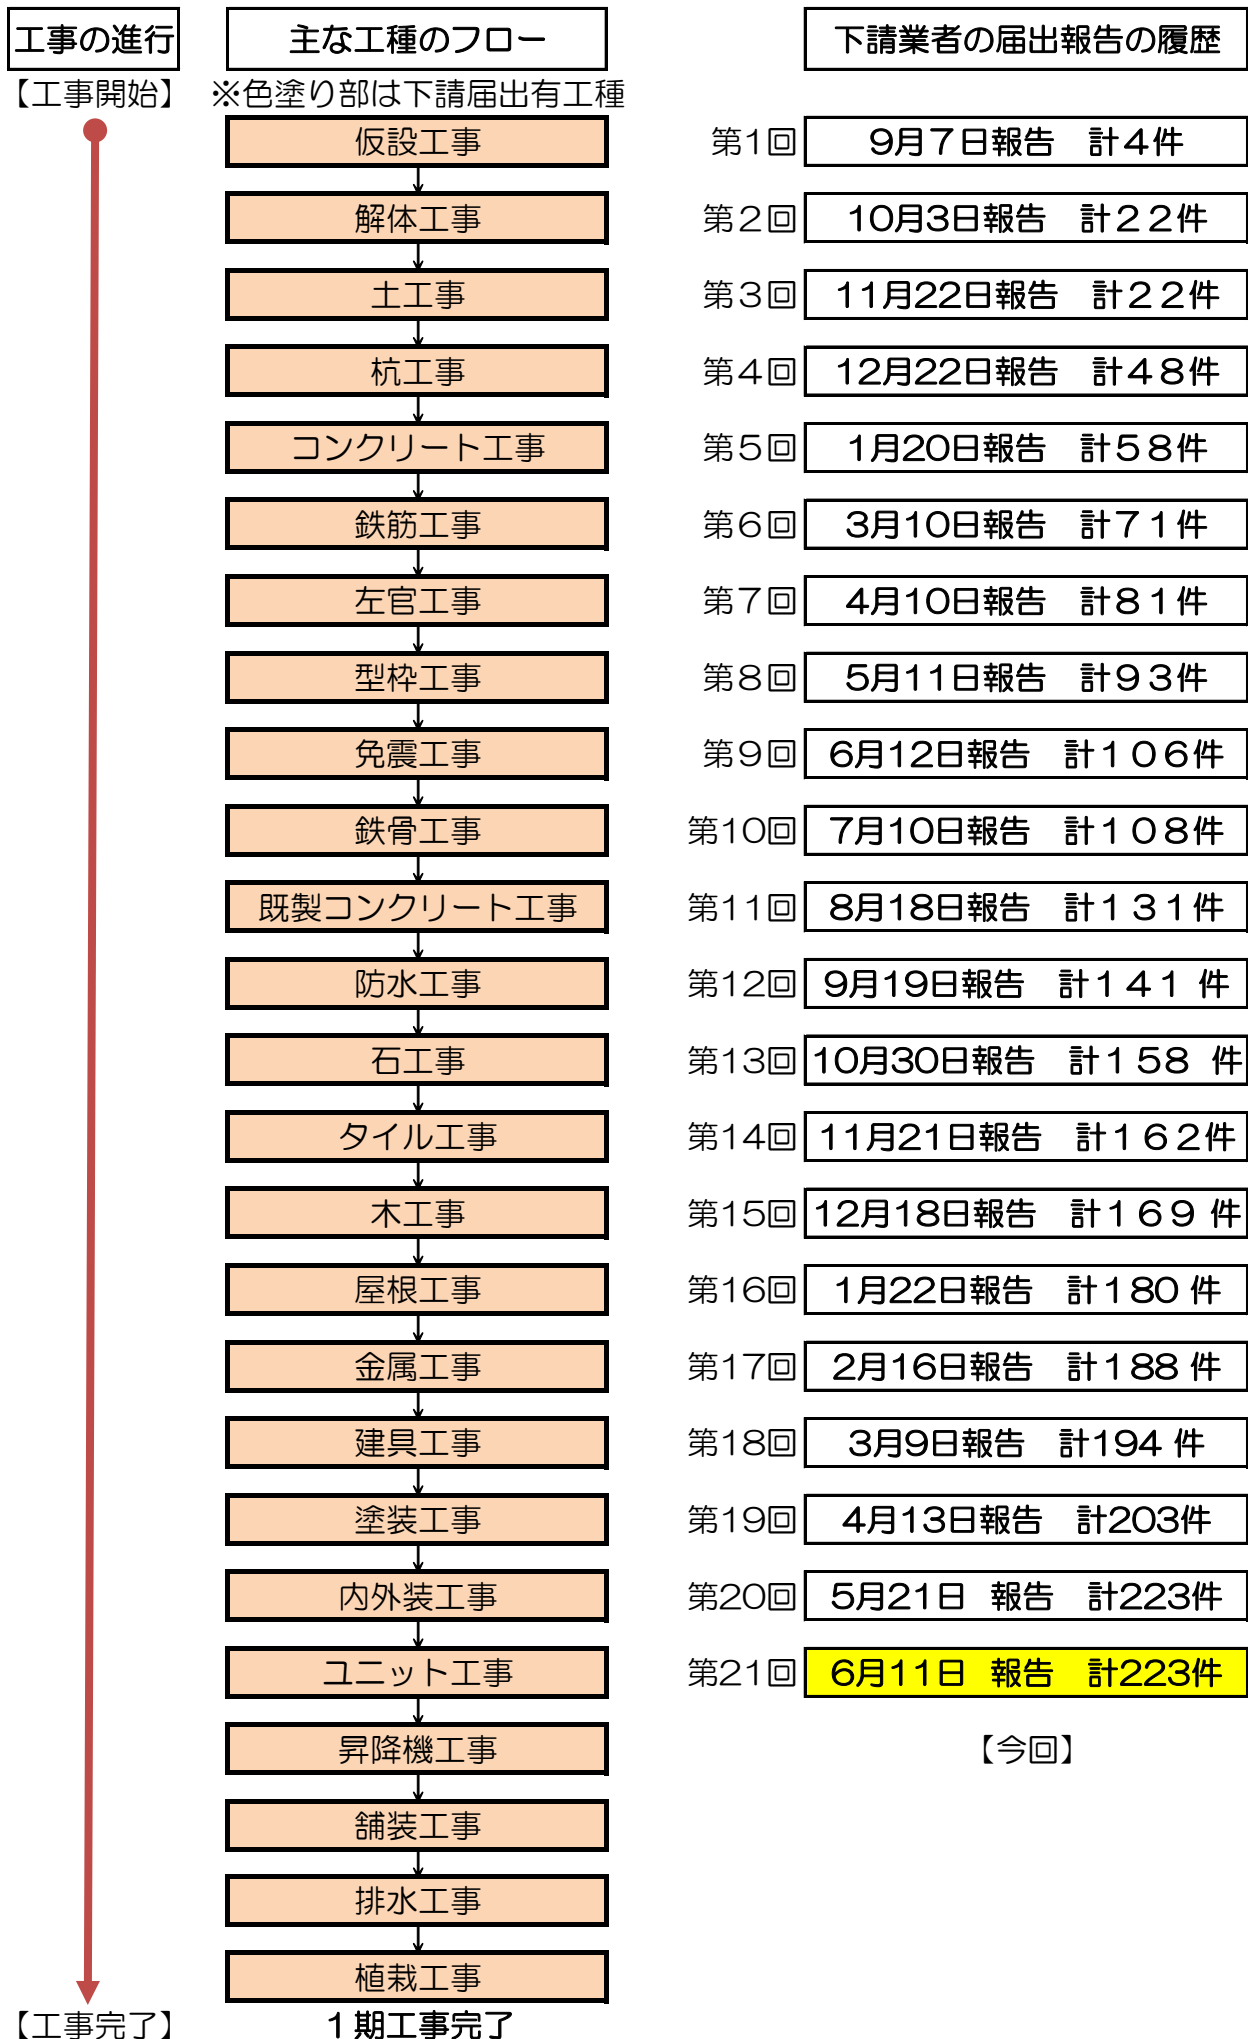 工事の進行 主な工種のフロー 下請業者の届出報告の履歴
【工事開始】 ※色塗り部は下請届出有工種
仮設工事 第1回 9月7日報告 計4件
解体工事 第2回 10月3日報告 計22件
土工事 第3回 11月22日報告 計22件
杭工事 第4回 12月22日報告 計48件
コンクリート工事 第5回 1月20日報告 計58件
鉄筋工事 第6回 3月10日報告 計71件
左官工事 第7回 4月10日報告 計81件
型枠工事 第8回 5月11日報告 計93件
免震工事 第9回 6月12日報告 計106件
鉄骨工事 第10回 7月10日報告 計108件
既製コンクリート工事 第11回 8月18日報告 計131件
防水工事 第12回 9月19日報告 計141 件
石工事 第13回 10月30日報告 計158 件
タイル工事 第14回 11月21日報告 計162件
木工事 第15回 12月18日報告 計169 件
屋根工事 第16回 1月22日報告 計180 件
金属工事 第17回 2月16日報告 計188 件
建具工事 第18回 3月9日報告 計194 件
塗装工事 第19回 4月13日報告 計203件
内外装工事 第20回 5月21日 報告 計223件
ユニット工事 第21回 6月11日 報告 計223件
昇降機工事 【今回】
舗装工事
排水工事
植栽工事
【工事完了】 1期工事完了